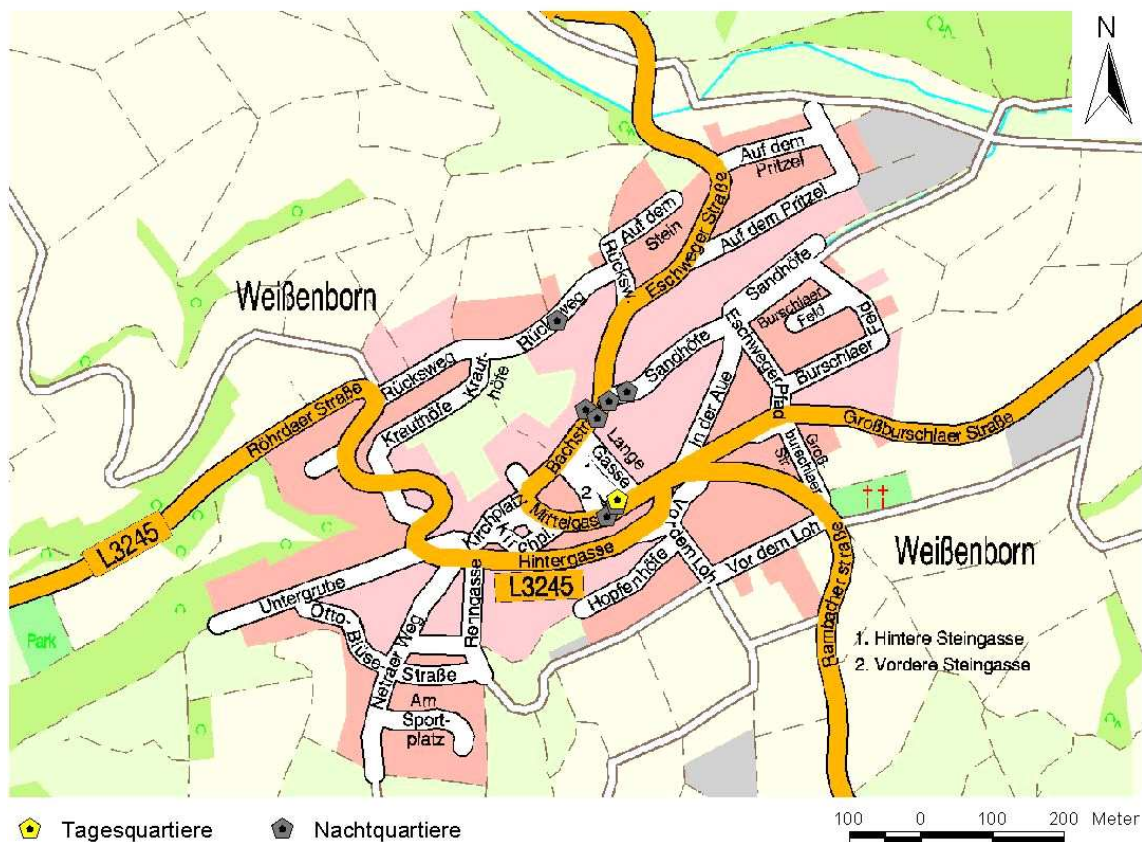 N
Auf dem
Pritzel
Auf dem Pritzel
Auf dem
Stein
Eschweger Straße
Rücksw.
Weißenborn
Rücksweg
Sandhöfe
Burschlaer
Feld
Burschlaer Feld
Eschweger Pfad
Sandhöfe
Rücksweg
Kraut-
höfe
Krauthöfe
In der Aue
Röhrdaer Straße
Großburschlaer Straße
Groß-
burschlaer
Str
Bachstr.
Lange
Gasse
2
Kirchplatz
Kirchpl.
Mittelgas
L3245
Hintergasse
L3245
Vor dem Loh
Vor dem Loh
Hopfenhöfe
Weißenborn
Untergrube
Otto-Blüse-
Straße
Renngasse
Netraer Weg
Rambacher straße
Park
1. Hintere Steingasse
2. Vordere Steingasse
Am
Sport-
platz
Tagesquartiere
Nachtquartiere
100 0 100 200 Meter